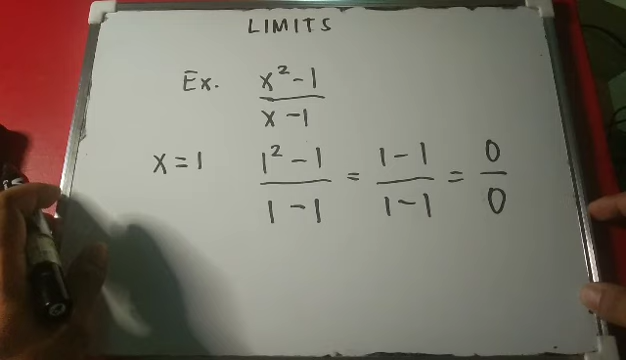 LIMITS
Ex. x² - 1 / x - 1
x = 1 1² - 1 / 1 - 1 = 1 - 1 / 1 - 1 = 0 / 0